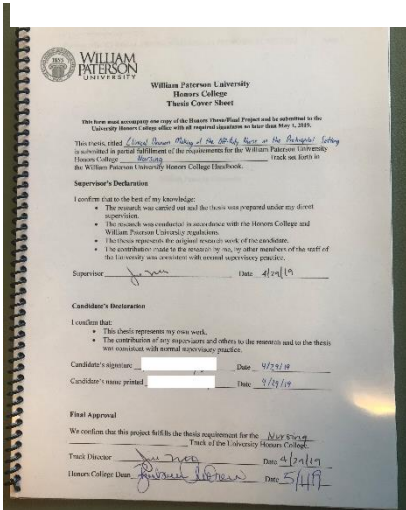 1855
WILLIAM
PATERSON
UNIVERSITY
William Paterson University
Honors College
Thesis Cover Sheet
This form must accompany one copy of the Honors Thesis/Final Project and be submitted to the
University Honors College office with all required signatures no later than May 1, 2019.
This thesis, titled Clinical Decision Making of the Nurse in the Prehospital Setting
is submitted in partial fulfillment of the requirements for the William Paterson University
Honors College Nursing Track set forth in
the William Paterson University Honors College Handbook.
Supervisor's Declaration
I confirm that to the best of my knowledge:
• The research was carried out and the thesis was prepared under my direct
supervision.
• The research was conducted in accordance with the Honors College and
William Paterson University regulations.
• The thesis represents the original research work of the candidate.
• The contribution made to the research by me, by other members of the staff of
the University was consistent with normal supervisory practice.
Supervisor Date 4/29/19
Candidate's Declaration
I confirm that:
• This thesis represents my own work.
• The contribution of any supervisors and others to the research and to the thesis
was consistent with normal supervisory practice.
Candidate's signature Date 4/29/19
Candidate's name printed Date 4/29/19
Final Approval
We confirm that this project fulfills the thesis requirement for the Nursing
Track of the University Honors College.
Track Director Date 4/29/19
Honors College Dean Date